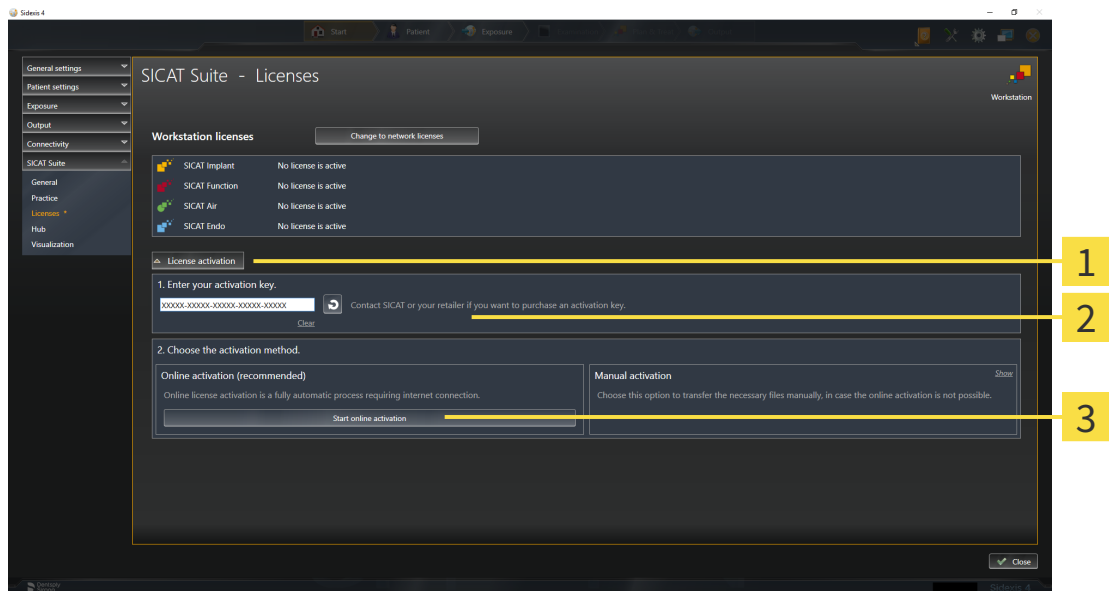 Sidexis 4
Start
Patient
Exposure
N
General settings
Patient settings
Exposure
Output
Connectivity
SICAT Suite
General
Practice
Licenses *
Hub
Visualization
SICAT Suite - Licenses
Workstation
Workstation licenses
Change to network licenses
SICAT Implant No license is active
SICAT Function No license is active
SICAT Air No license is active
SICAT Endo No license is active
License activation
1. Enter your activation key.
XXXXX-XXXXX-XXXXX-XXXXX-XXXXX
Contact SICAT or your retailer if you want to purchase an activation key.
Clear
2. Choose the activation method.
Online activation (recommended)
Online license activation is a fully automatic process requiring internet connection.
Start online activation
Manual activation
Show
Choose this option to transfer the necessary files manually, in case the online activation is not possible.
Close
Dentsply
Sirona
Sidexis 4
1
2
3